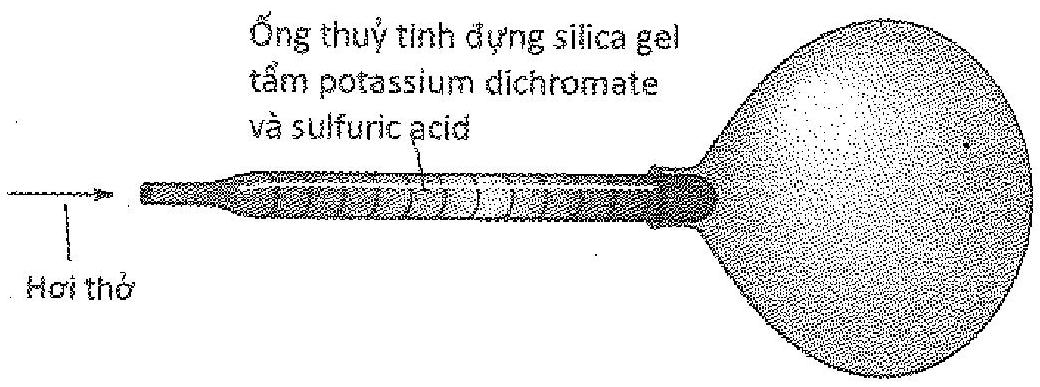 Ống thuỷ tinh đựng silica gel
tẩm potassium dichromate
và sulfuric acid
Hơi thở